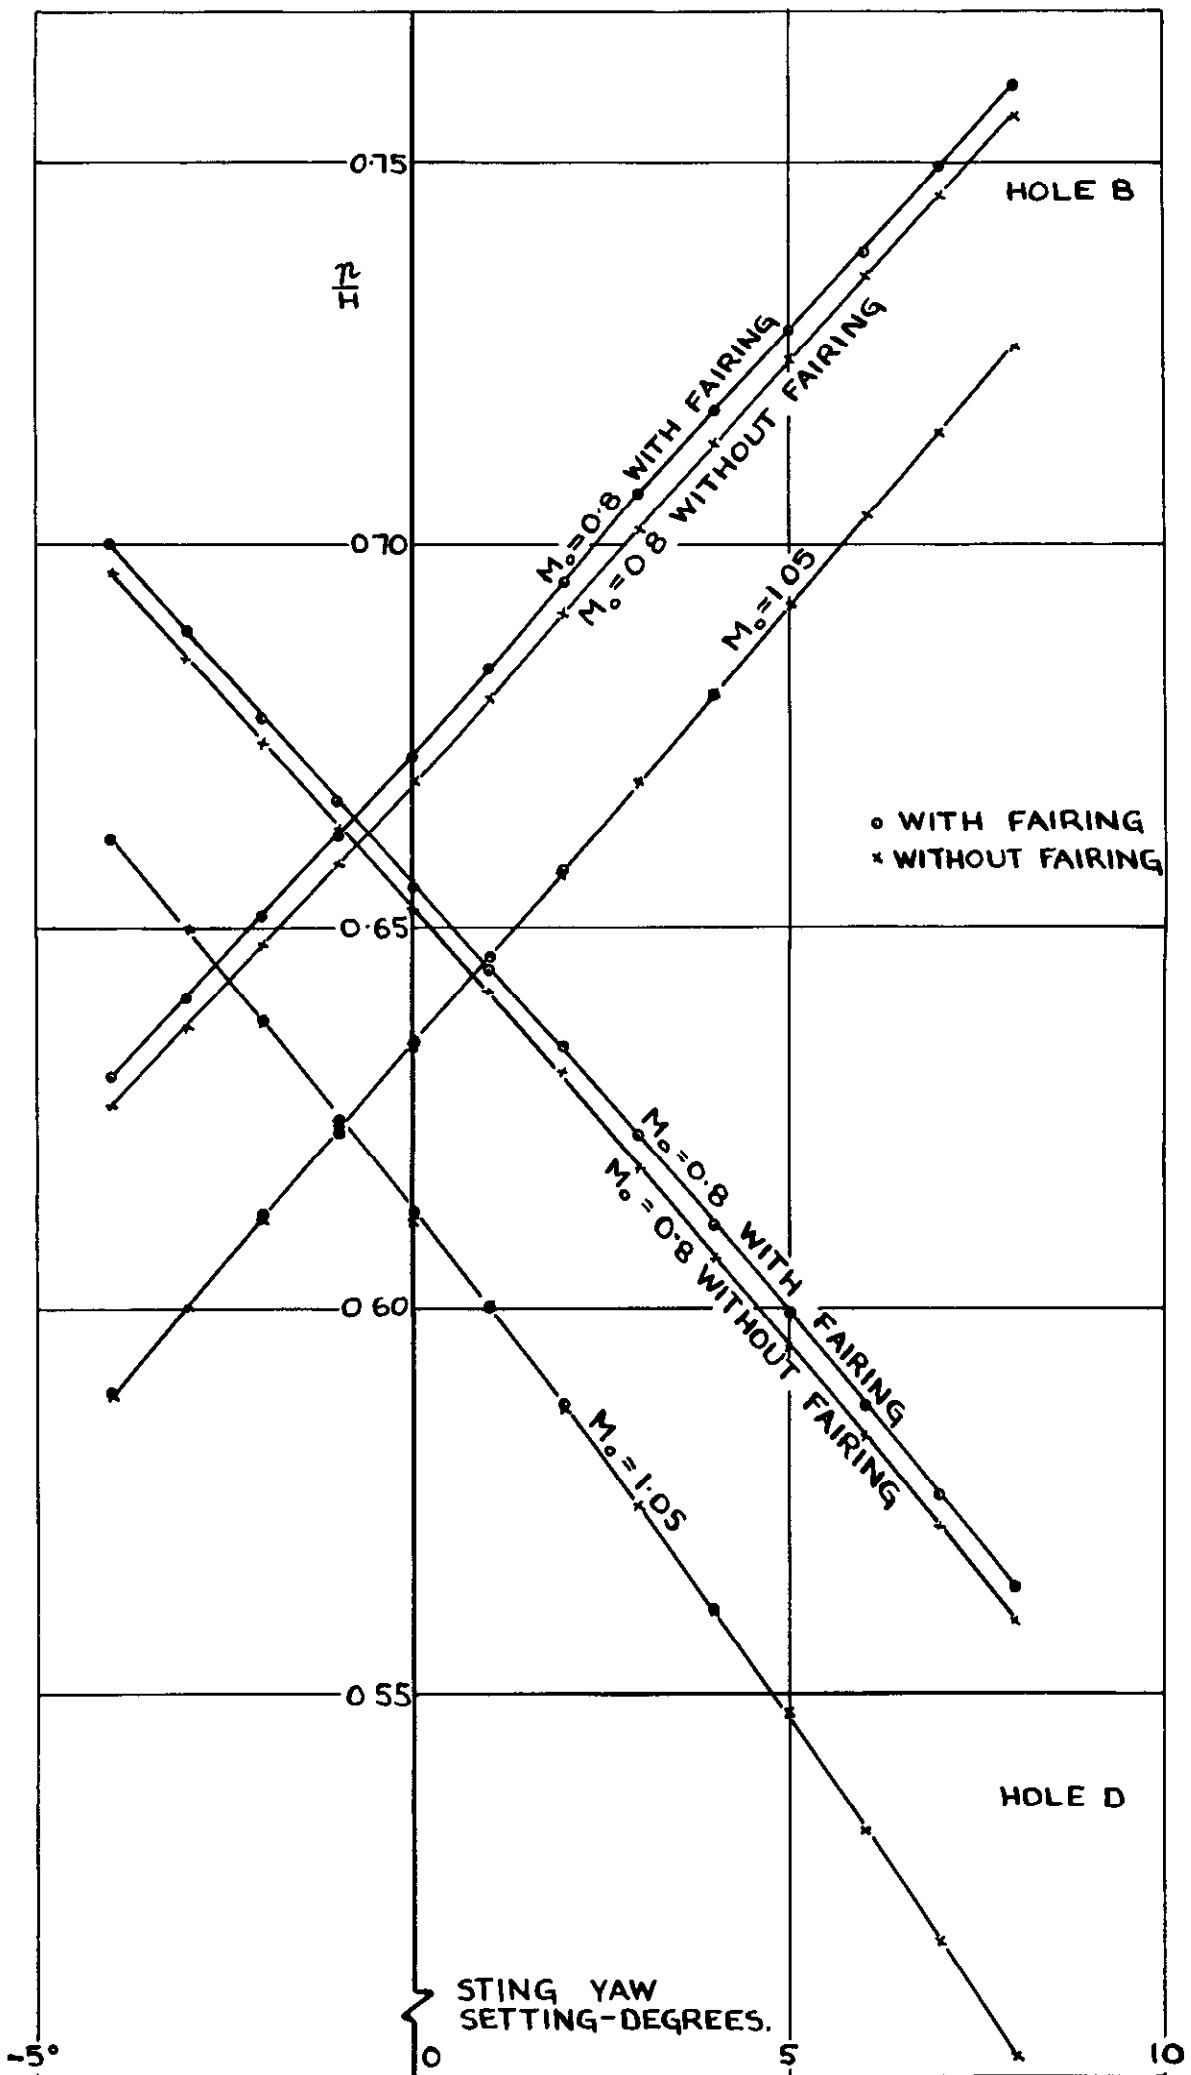 0.75
HOLE B
n
H
M₀=0.8 WITH FAIRING
M₀=0.8 WITHOUT FAIRING
0.70
M₀=1.05
o WITH FAIRING
x WITHOUT FAIRING
0.65
M₀=0.8 WITH FAIRING
M₀=0.8 WITHOUT FAIRING
0.60
M₀=1.05
0.55
HOLE D
STING YAW
SETTING-DEGREES.
-5° 0 5 10